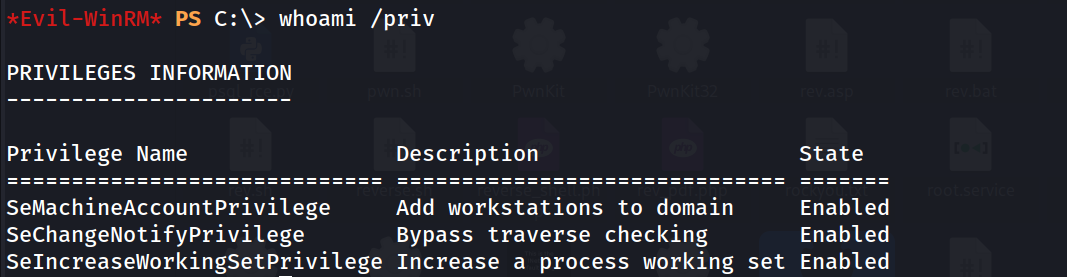 *Evil-WinRM* PS C:\> whoami /priv
PRIVILEGES INFORMATION
----------------------
psql_rce.py pwn.sh PwnKit PwnKit32 rev.asp rev.bat
Privilege Name Description State
============================= ============================== =======
root.service
SeMachineAccountPrivilege Add workstations to domain Enabled
SeChangeNotifyPrivilege Bypass traverse checking Enabled
SeIncreaseWorkingSetPrivilege Increase a process working set Enabled